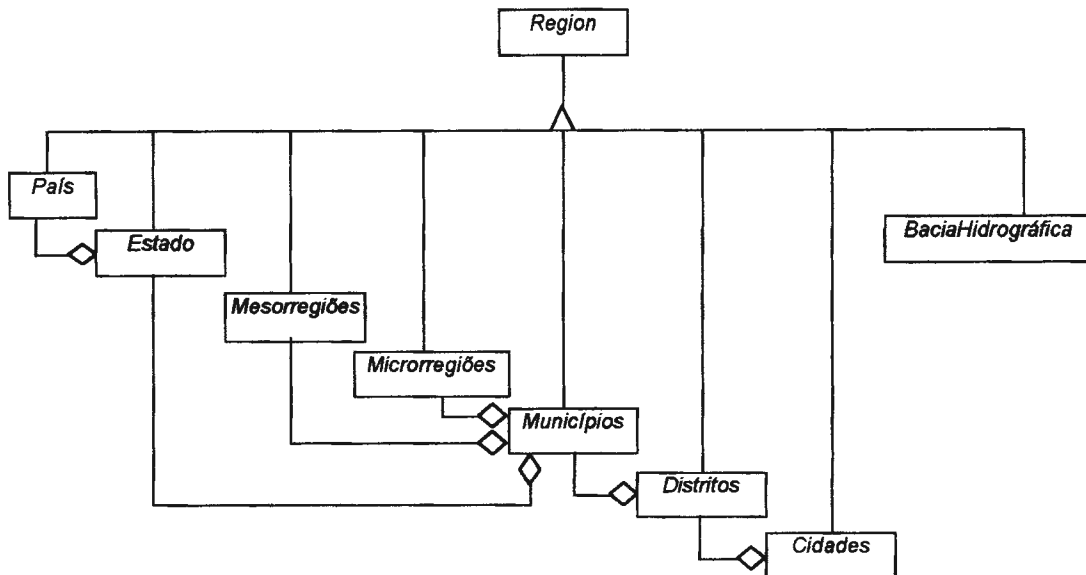 Region
País
Estado
BaciaHidrográfica
Mesorregiões
Microrregiões
Municípios
Distritos
Cidades